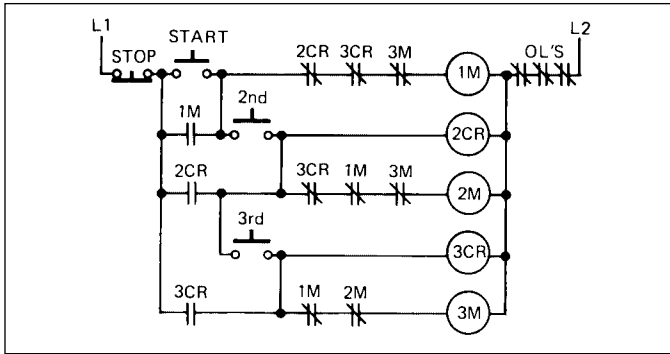 L1 STOP START 2CR 3CR 3M 1M OL'S L2
1M 2nd 2CR
2CR 3CR 1M 3M 2M
3rd 3CR
3CR 1M 2M 3M